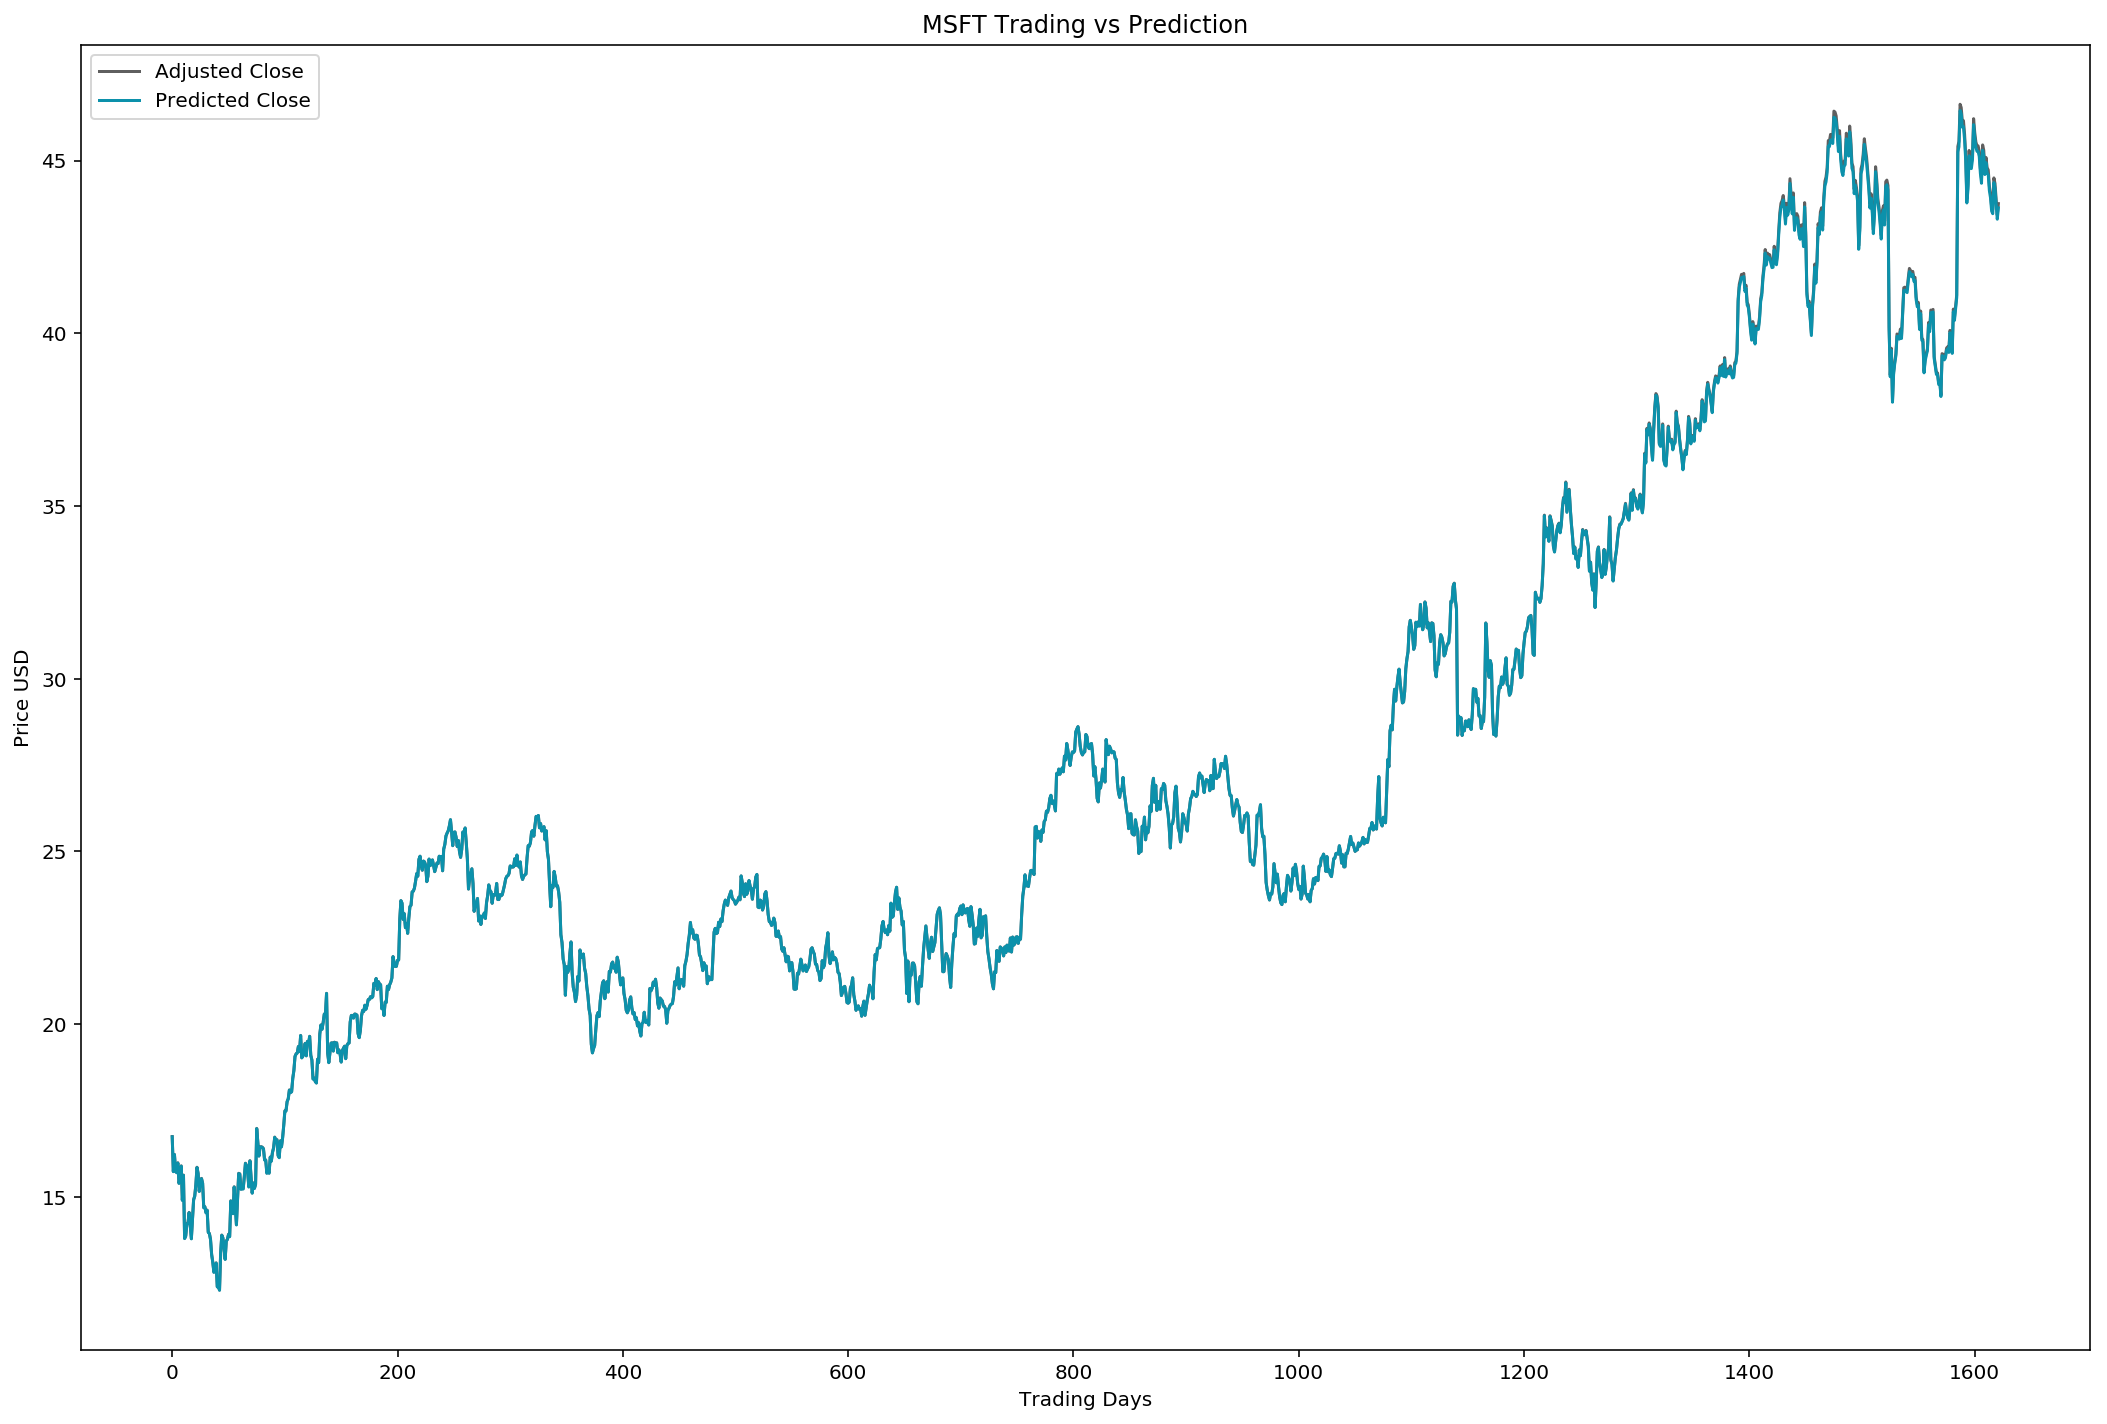 MSFT Trading vs Prediction
Adjusted Close
Predicted Close
45
40
35
30
25
20
15
Price USD
0 200 400 600 800 1000 1200 1400 1600
Trading Days